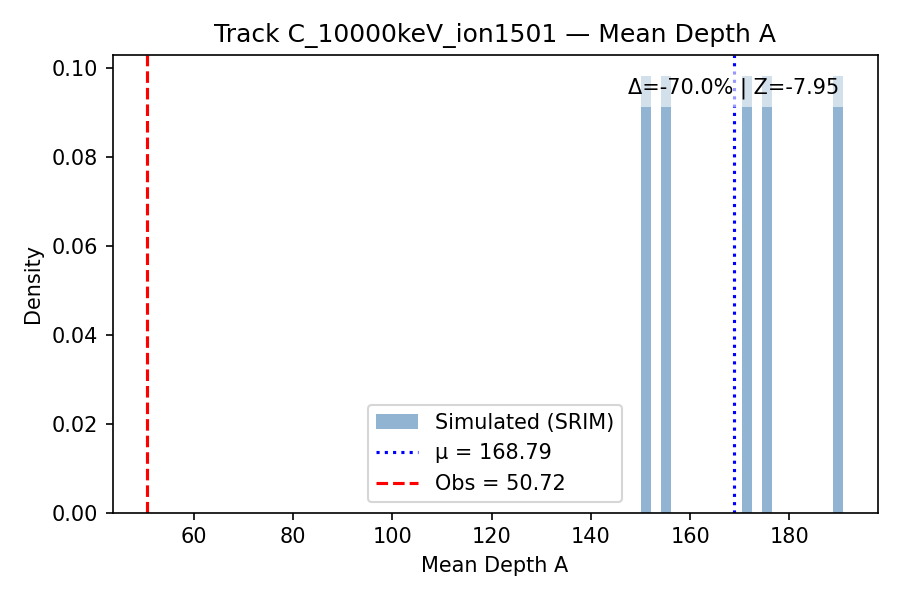 Track C_10000keV_ion1501 — Mean Depth A
Δ=-70.0% | Z=-7.95
Density
0.10
0.08
0.06
0.04
0.02
0.00
Simulated (SRIM)
μ = 168.79
Obs = 50.72
60
80
100
120
140
160
180
Mean Depth A